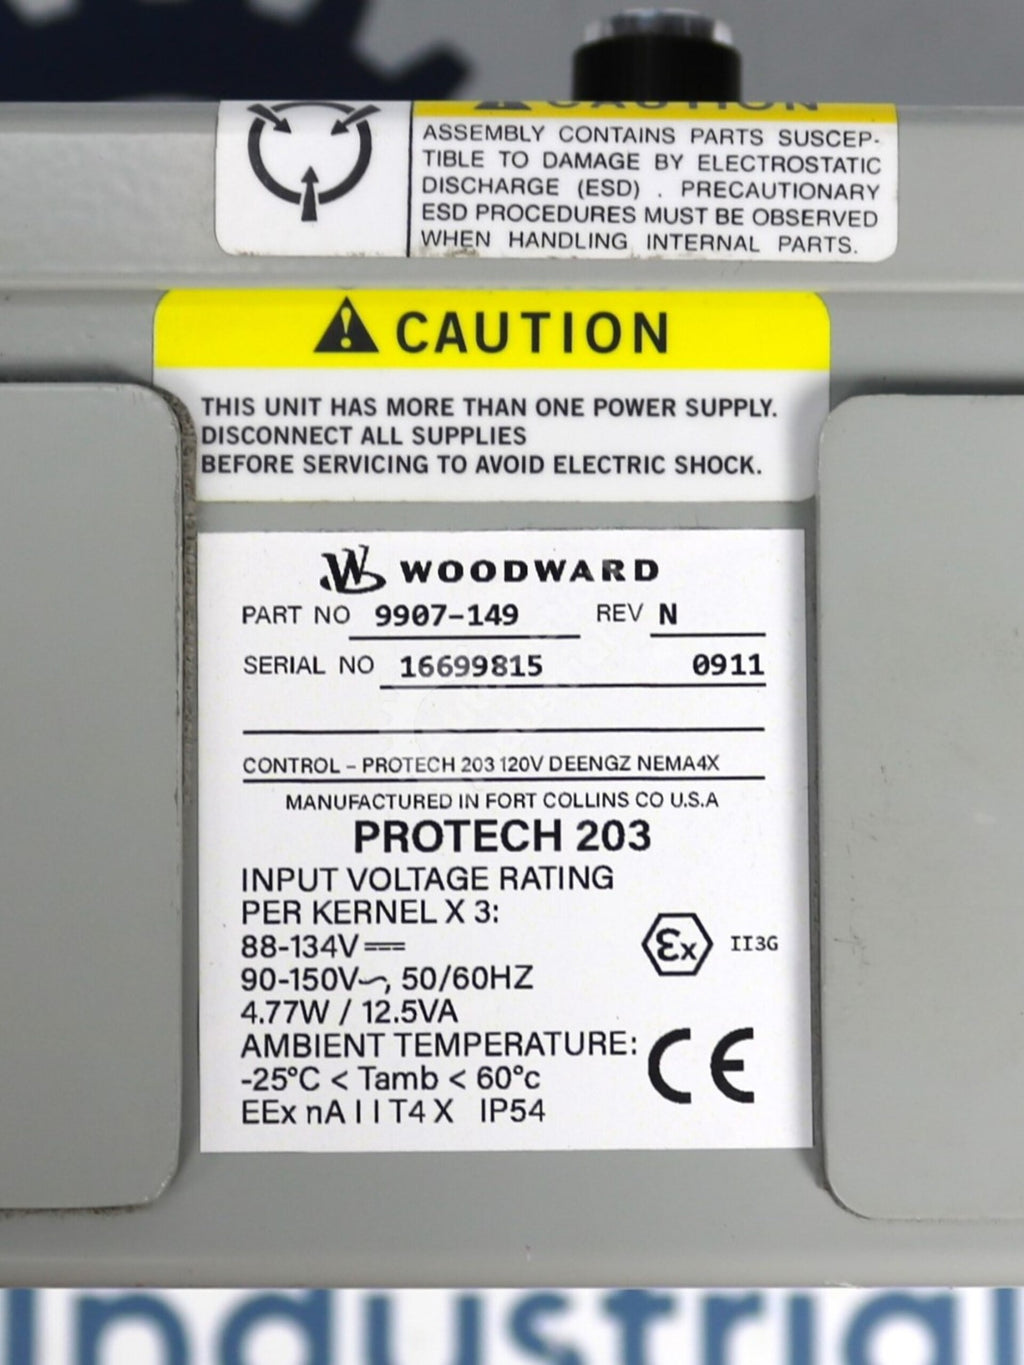 CAUTION
ASSEMBLY CONTAINS PARTS SUSCEP-
TIBLE TO DAMAGE BY ELECTROSTATIC
DISCHARGE (ESD) . PRECAUTIONARY
ESD PROCEDURES MUST BE OBSERVED
WHEN HANDLING INTERNAL PARTS.
CAUTION
THIS UNIT HAS MORE THAN ONE POWER SUPPLY.
DISCONNECT ALL SUPPLIES
BEFORE SERVICING TO AVOID ELECTRIC SHOCK.
WOODWARD
PART NO 9907-149 REV N
SERIAL NO 16699815 0911
CONTROL - PROTECH 203 120V DEENGZ NEMA4X
MANUFACTURED IN FORT COLLINS CO U.S.A
PROTECH 203
INPUT VOLTAGE RATING
PER KERNEL X 3:
88-134V⎓
90-150V~, 50/60HZ
4.77W / 12.5VA
AMBIENT TEMPERATURE:
-25°C < Tamb < 60°c
EEx nA I I T4 X IP54
Ex II3G
CE
Industrial